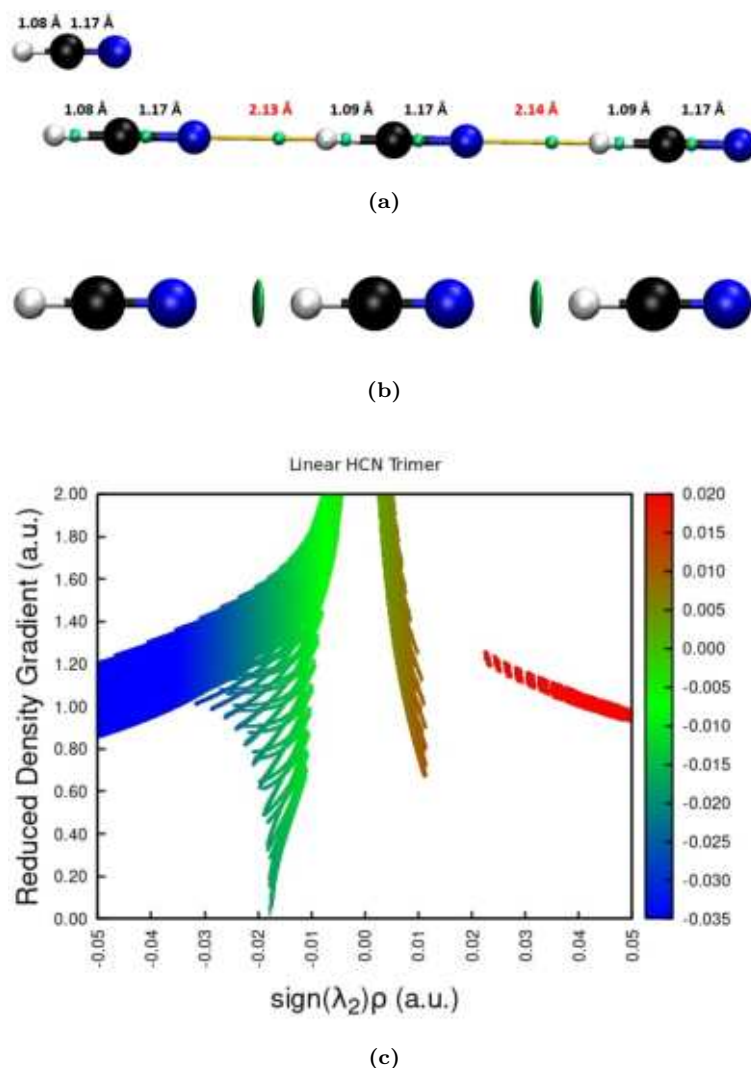 1.08 Å 1.17 Å
1.08 Å 1.17 Å 2.13 Å 1.09 Å 1.17 Å 2.14 Å 1.09 Å 1.17 Å
(a)
(b)
Linear HCN Trimer
2.00
1.80
1.60
1.40
1.20
1.00
0.80
0.60
0.40
0.20
0.00
Reduced Density Gradient (a.u.)
-0.05 -0.04 -0.03 -0.02 -0.01 0.00 0.01 0.02 0.03 0.04 0.05
sign(λ₂)ρ (a.u.)
0.020
0.015
0.010
0.005
0.000
-0.005
-0.010
-0.015
-0.020
-0.025
-0.030
-0.035
(c)